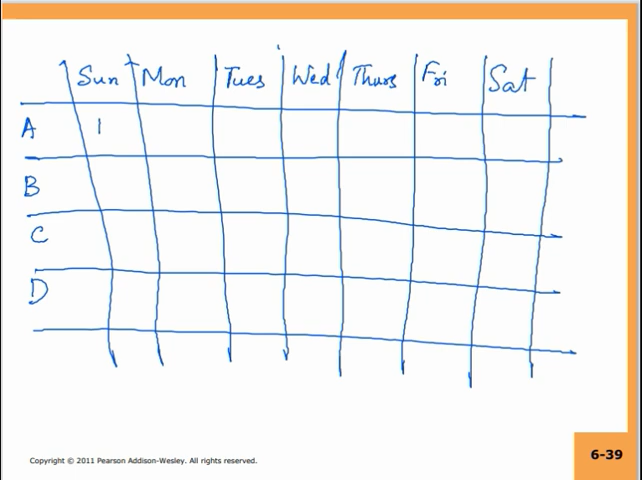 Sun Mon Tues Wed Thurs Fri Sat
A 1
B
C
D
Copyright © 2011 Pearson Addison-Wesley. All rights reserved.
6-39